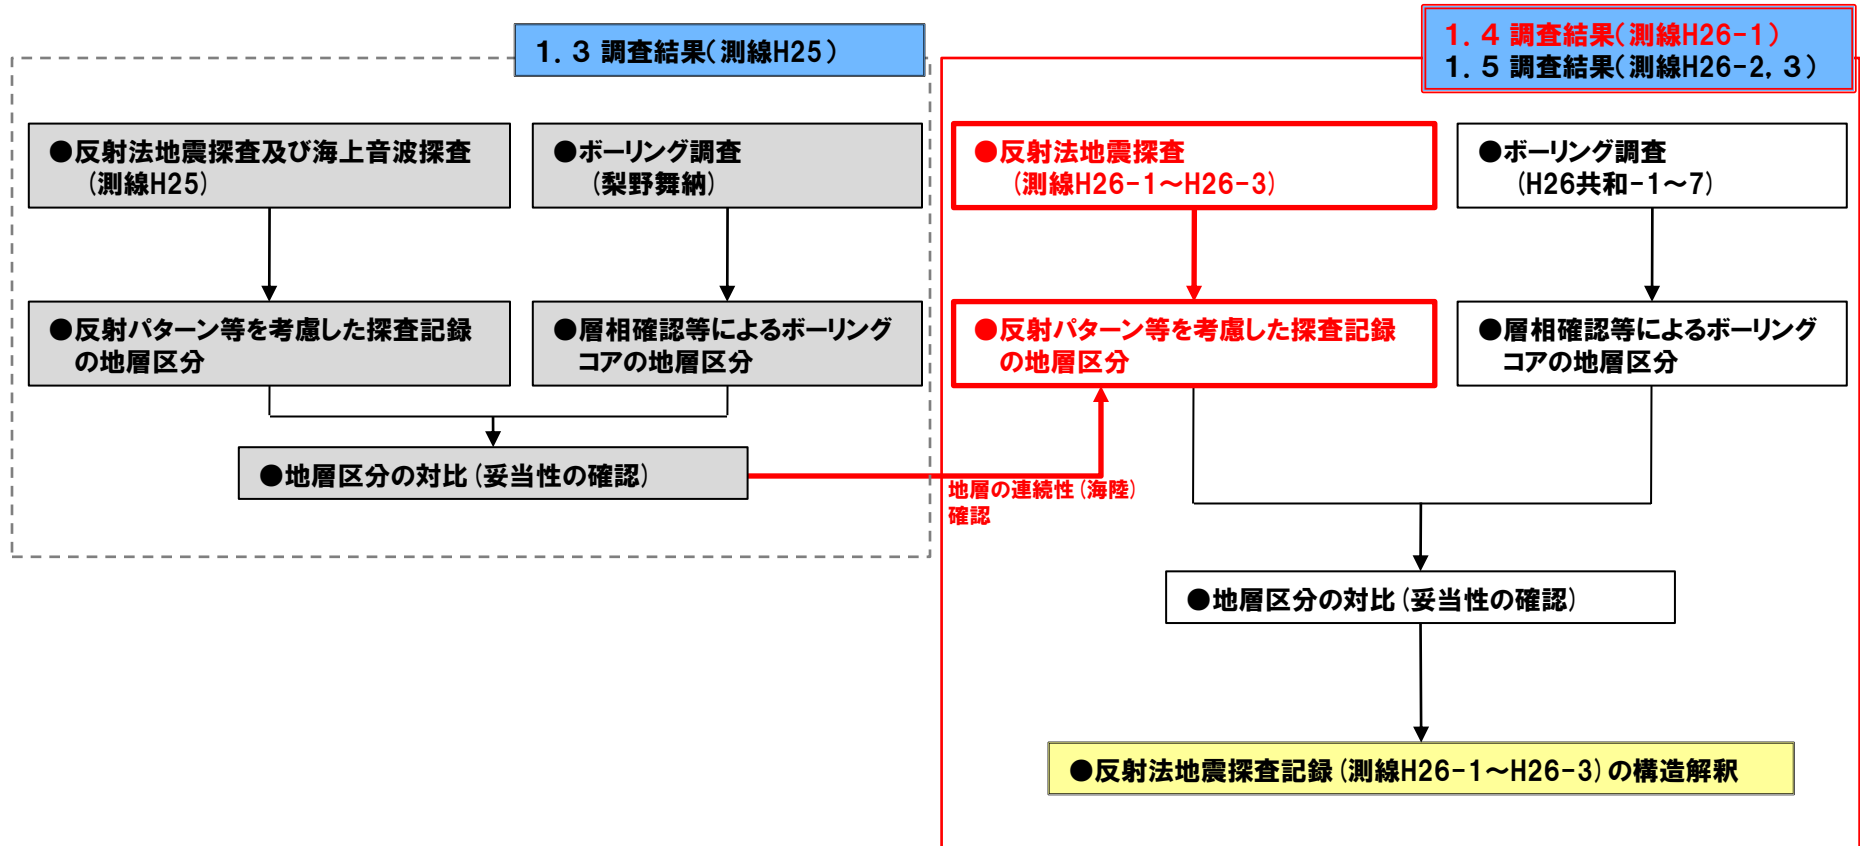 1．3 調査結果（測線H25）
●反射法地震探査及び海上音波探査
（測線H25）
●ボーリング調査
（梨野舞納）
●反射パターン等を考慮した探査記録
の地層区分
●層相確認等によるボーリング
コアの地層区分
●地層区分の対比（妥当性の確認）
地層の連続性（海陸）
確認
1．4 調査結果（測線H26-1）
1．5 調査結果（測線H26-2，3）
●反射法地震探査
（測線H26-1～H26-3）
●ボーリング調査
（H26共和-1～7）
●反射パターン等を考慮した探査記録
の地層区分
●層相確認等によるボーリング
コアの地層区分
●地層区分の対比（妥当性の確認）
●反射法地震探査記録（測線H26-1～H26-3）の構造解釈